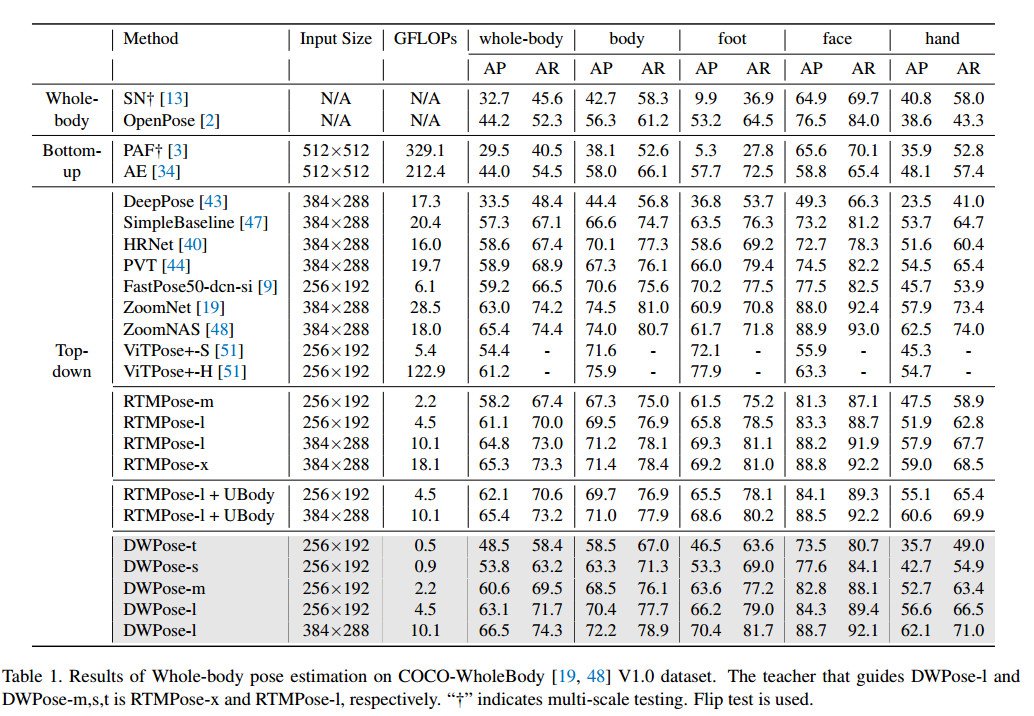 Method Input Size GFLOPs whole-body body foot face hand
AP AR AP AR AP AR AP AR AP AR
Whole- SN† [13] N/A N/A 32.7 45.6 42.7 58.3 9.9 36.9 64.9 69.7 40.8 58.0
body OpenPose [2] N/A N/A 44.2 52.3 56.3 61.2 53.2 64.5 76.5 84.0 38.6 43.3
Bottom- PAF† [3] 512×512 329.1 29.5 40.5 38.1 52.6 5.3 27.8 65.6 70.1 35.9 52.8
up AE [34] 512×512 212.4 44.0 54.5 58.0 66.1 57.7 72.5 58.8 65.4 48.1 57.4
DeepPose [43] 384×288 17.3 33.5 48.4 44.4 56.8 36.8 53.7 49.3 66.3 23.5 41.0
SimpleBaseline [47] 384×288 20.4 57.3 67.1 66.6 74.7 63.5 76.3 73.2 81.2 53.7 64.7
HRNet [40] 384×288 16.0 58.6 67.4 70.1 77.3 58.6 69.2 72.7 78.3 51.6 60.4
PVT [44] 384×288 19.7 58.9 68.9 67.3 76.1 66.0 79.4 74.5 82.2 54.5 65.4
FastPose50-dcn-si [9] 256×192 6.1 59.2 66.5 70.6 75.6 70.2 77.5 77.5 82.5 45.7 53.9
ZoomNet [19] 384×288 28.5 63.0 74.2 74.5 81.0 60.9 70.8 88.0 92.4 57.9 73.4
ZoomNAS [48] 384×288 18.0 65.4 74.4 74.0 80.7 61.7 71.8 88.9 93.0 62.5 74.0
Top- ViTPose+-S [51] 256×192 5.4 54.4 - 71.6 - 72.1 - 55.9 - 45.3 -
down ViTPose+-H [51] 256×192 122.9 61.2 - 75.9 - 77.9 - 63.3 - 54.7 -
RTMPose-m 256×192 2.2 58.2 67.4 67.3 75.0 61.5 75.2 81.3 87.1 47.5 58.9
RTMPose-l 256×192 4.5 61.1 70.0 69.5 76.9 65.8 78.5 83.3 88.7 51.9 62.8
RTMPose-l 384×288 10.1 64.8 73.0 71.2 78.1 69.3 81.1 88.2 91.9 57.9 67.7
RTMPose-x 384×288 18.1 65.3 73.3 71.4 78.4 69.2 81.0 88.8 92.2 59.0 68.5
RTMPose-l + UBody 256×192 4.5 62.1 70.6 69.7 76.9 65.5 78.1 84.1 89.3 55.1 65.4
RTMPose-l + UBody 384×288 10.1 65.4 73.2 71.0 77.9 68.6 80.2 88.5 92.2 60.6 69.9
DWPose-t 256×192 0.5 48.5 58.4 58.5 67.0 46.5 63.6 73.5 80.7 35.7 49.0
DWPose-s 256×192 0.9 53.8 63.2 63.3 71.3 53.3 69.0 77.6 84.1 42.7 54.9
DWPose-m 256×192 2.2 60.6 69.5 68.5 76.1 63.6 77.2 82.8 88.1 52.7 63.4
DWPose-l 256×192 4.5 63.1 71.7 70.4 77.7 66.2 79.0 84.3 89.4 56.6 66.5
DWPose-l 384×288 10.1 66.5 74.3 72.2 78.9 70.4 81.7 88.7 92.1 62.1 71.0
Table 1. Results of Whole-body pose estimation on COCO-WholeBody [19, 48] V1.0 dataset. The teacher that guides DWPose-l and
DWPose-m,s,t is RTMPose-x and RTMPose-l, respectively. “†” indicates multi-scale testing. Flip test is used.